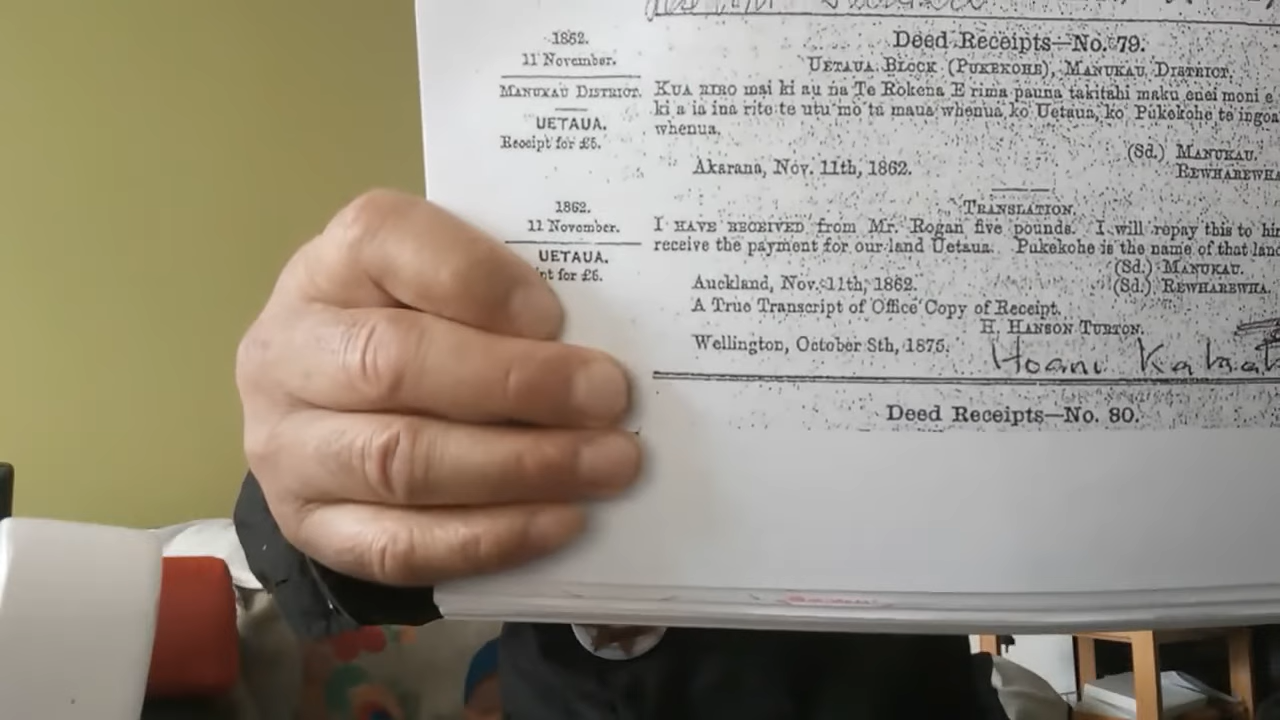 Deed Receipts—No. 79.
1862.
11 November.
MANUKAU DISTRICT.
UETAUA.
Receipt for £5.
UETAUA BLOCK (PUKEKOHE), MANUKAU DISTRICT.
KUA RIRO mai ki au na Te Rokena E rima pauna takitahi maku enei moni e
ki a ia ina rite te utu mo ta maua whenua ko Uetaua, ko Pukekohe te ingoa
whenua.
(Sd.) MANUKAU.
REWHAREWHA
Akarana, Nov. 11th, 1862.
1862.
11 November.
UETAUA.
pt for £5.
TRANSLATION.
I HAVE RECEIVED from Mr. Rogan five pounds. I will repay this to hi
receive the payment for our land Uetaua. Pukekohe is the name of that land
(Sd.) MANUKAU.
(Sd.) REWHAREWHA.
Auckland, Nov. 11th, 1862.
A True Transcript of Office Copy of Receipt.
H. HANSON TURTON.
Wellington, October 8th, 1875.
Hoani
Deed Receipts—No. 80.